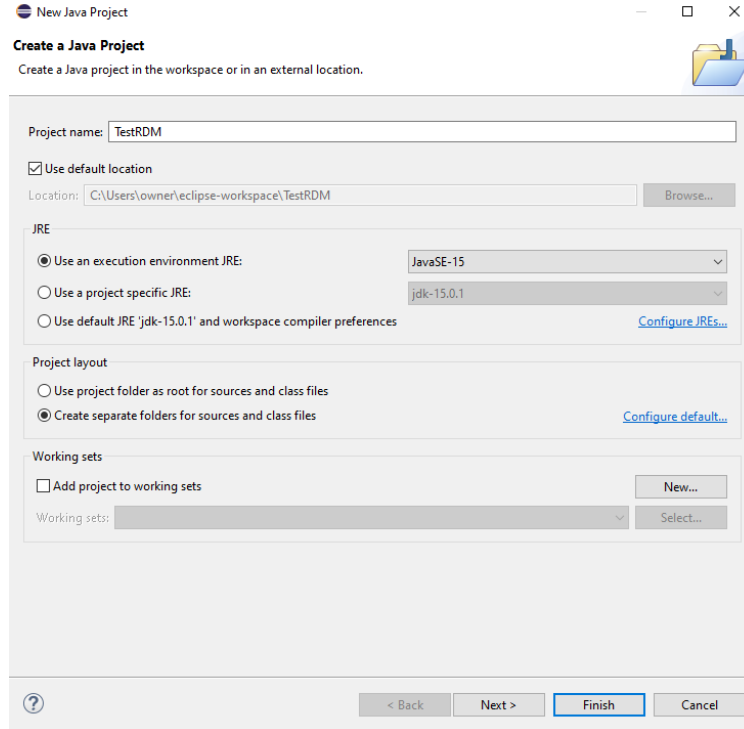 New Java Project
Create a Java Project
Create a Java project in the workspace or in an external location.
Project name: TestRDM
Use default location
Location: C:\Users\owner\eclipse-workspace\TestRDM Browse...
JRE
Use an execution environment JRE: JavaSE-15
Use a project specific JRE: jdk-15.0.1
Use default JRE 'jdk-15.0.1' and workspace compiler preferences Configure JREs...
Project layout
Use project folder as root for sources and class files
Create separate folders for sources and class files Configure default...
Working sets
Add project to working sets New...
Working sets: Select...
? < Back Next > Finish Cancel